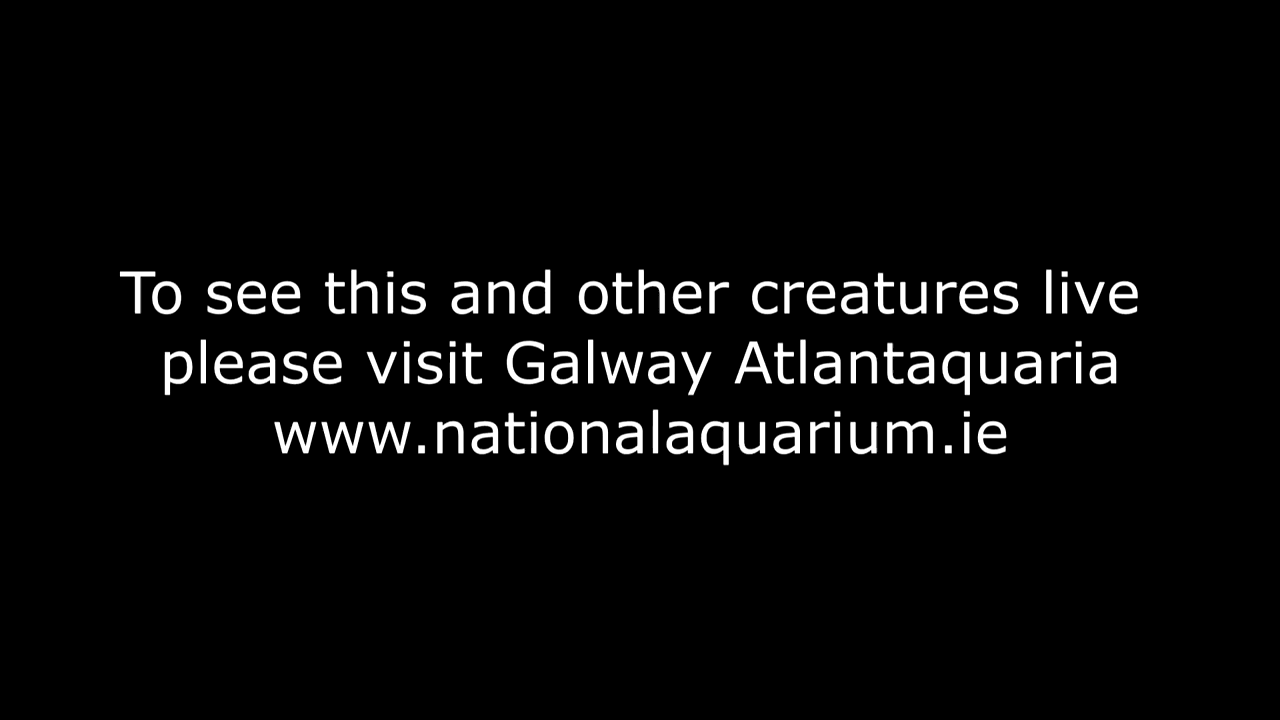 To see this and other creatures live
please visit Galway Atlantaquaria
www.nationalaquarium.ie